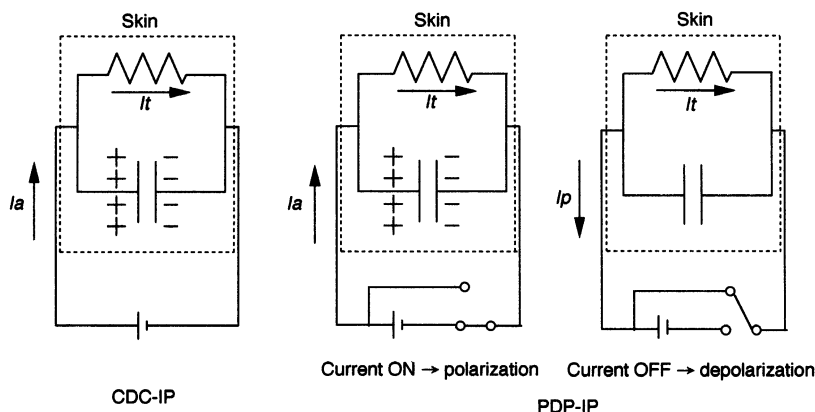 Skin
It
Ia
CDC-IP
Skin
It
Ia
Current ON → polarization
Skin
It
Ip
Current OFF → depolarization
PDP-IP